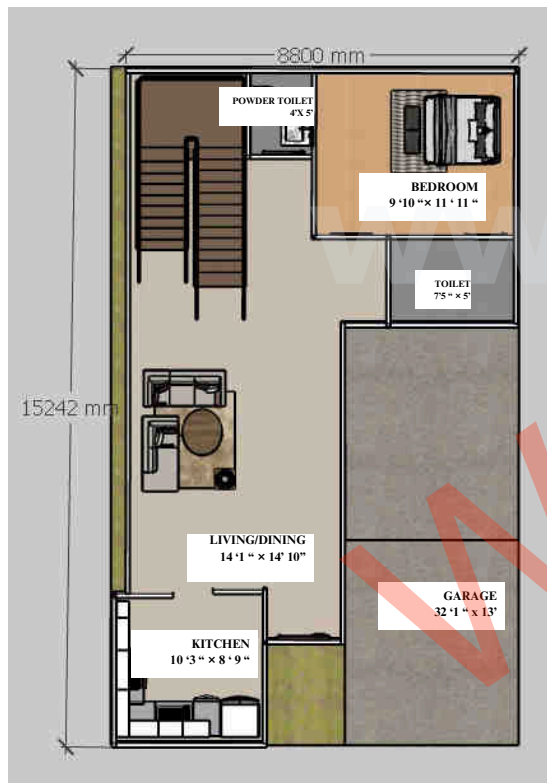 8800 mm
POWDER TOILET
4'X 5'
BEDROOM
9 '10 "× 11 ' 11 "
TOILET
7'5 " × 5'
15242 mm
LIVING/DINING
14 '1 " × 14' 10"
GARAGE
32 '1 " x 13'
KITCHEN
10 '3 " × 8 ' 9 "